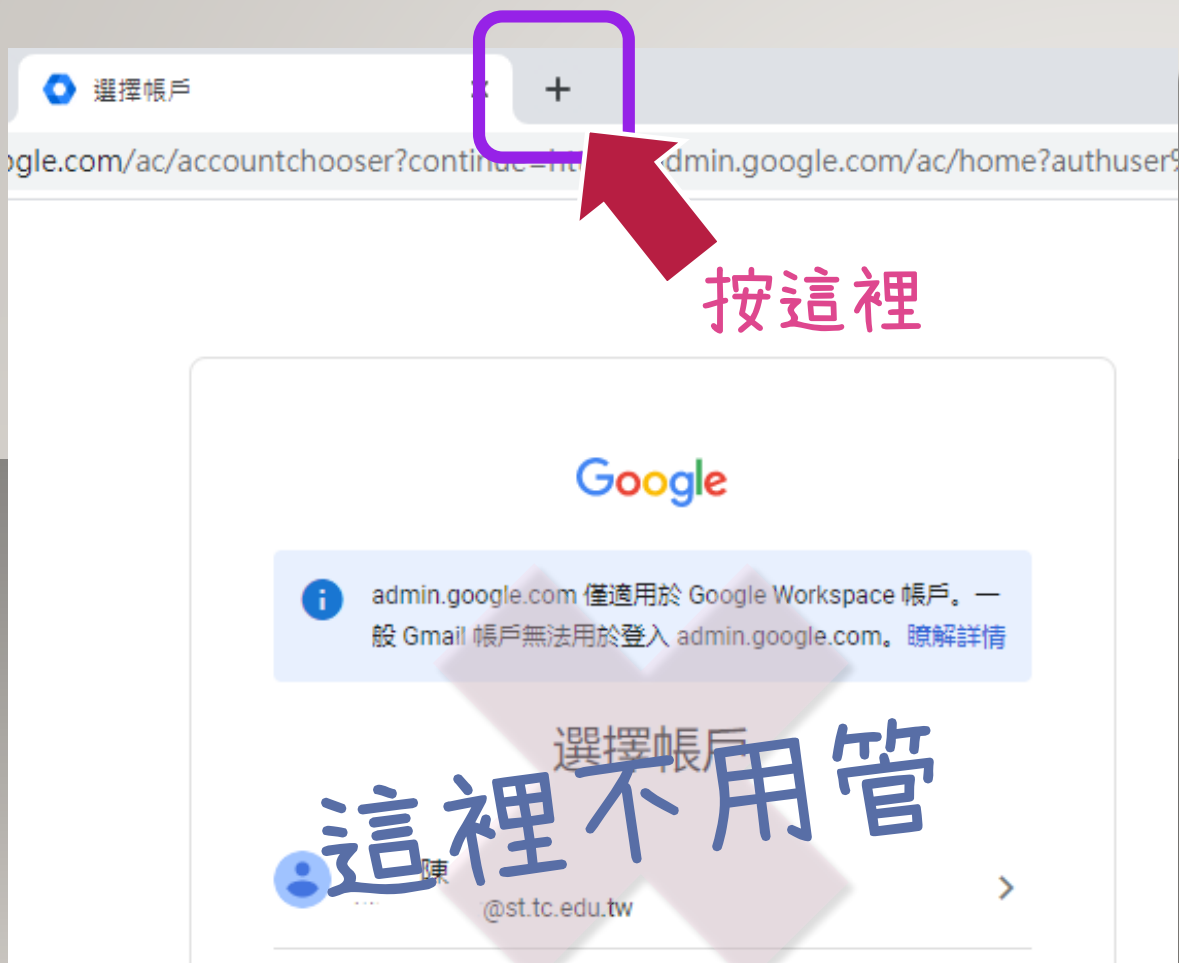 選擇帳戶
ogle.com/ac/accountchooser?continue=htt dmin.google.com/ac/home?authuser%
按這裡
Google
admin.google.com 僅適用於 Google Workspace 帳戶。一
般 Gmail 帳戶無法用於登入 admin.google.com。瞭解詳情
選擇帳戶
這裡不用管
陳
@st.tc.edu.tw